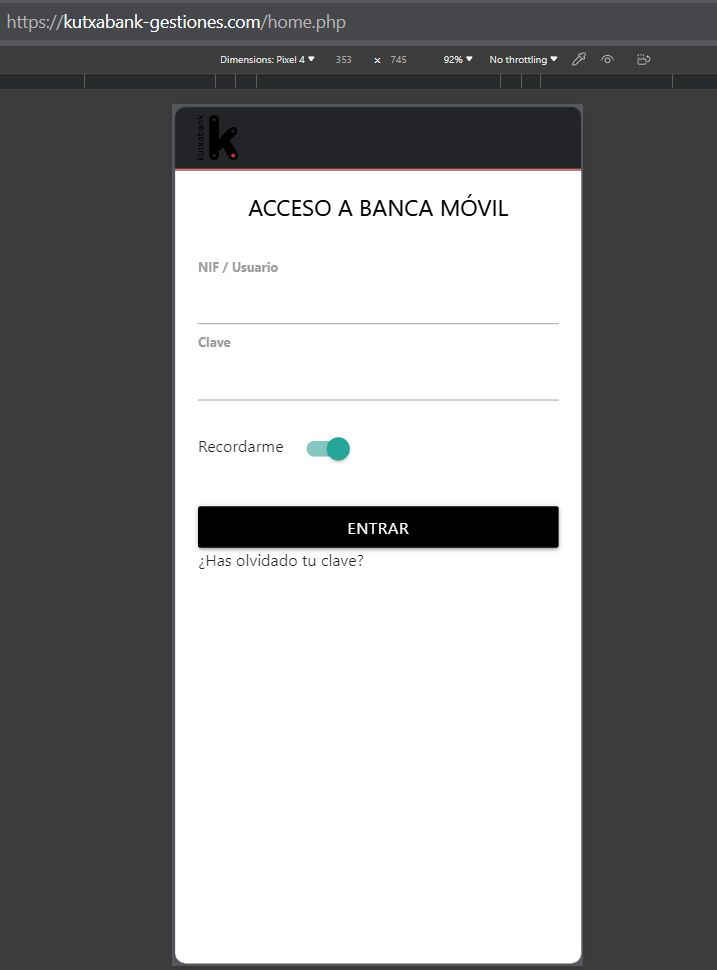 https://kutxabank-gestiones.com/home.php
Dimensions: Pixel 4 353 × 745 92% No throttling
kutxabank
k
ACCESO A BANCA MÓVIL
NIF / Usuario
Clave
Recordarme
ENTRAR
¿Has olvidado tu clave?